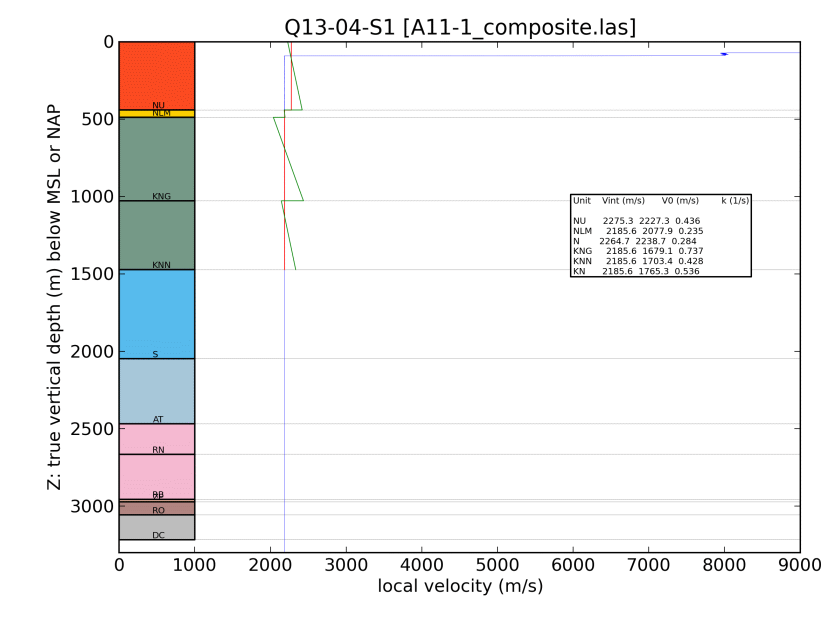 Q13-04-S1 [A11-1_composite.las]
0
500
1000
1500
2000
2500
3000
Z: true vertical depth (m) below MSL or NAP
NU
NLM
KNG
KNN
S
AT
RN
RB
RO
DC
Unit Vint (m/s) V0 (m/s) k (1/s)
NU 2275.3 2227.3 0.436
NLM 2185.6 2077.9 0.235
N 2264.7 2238.7 0.284
KNG 2185.6 1679.1 0.737
KNN 2185.6 1703.4 0.428
KN 2185.6 1765.3 0.536
0 1000 2000 3000 4000 5000 6000 7000 8000 9000
local velocity (m/s)